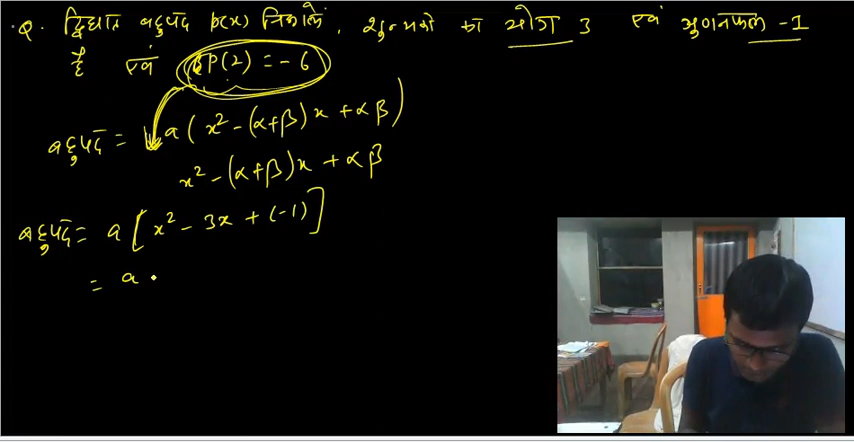 Q. द्विघात बहुपद p(x) निकालें, शुन्यकों का योग 3 एवं गुणनफल -1
है एवं P(2) = -6
बहुपद = a(x² - (α+β)x + αβ)
x² - (α+β)x + αβ
बहुपद = a[x² - 3x + (-1)]
= a